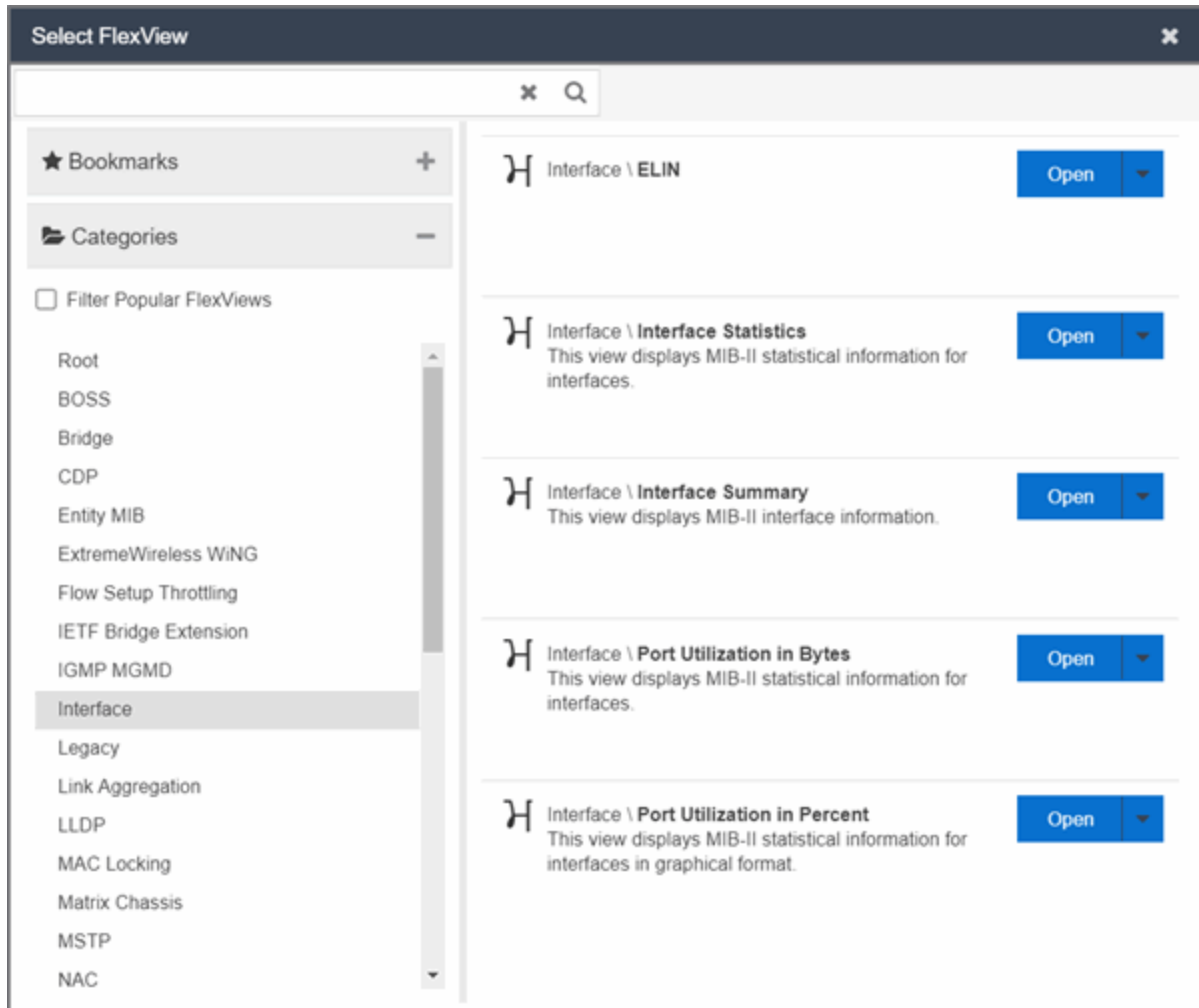 Select FlexView
Bookmarks
Categories
Filter Popular FlexViews
Root
BOSS
Bridge
CDP
Entity MIB
ExtremeWireless WiNG
Flow Setup Throttling
IETF Bridge Extension
IGMP MGMD
Interface
Legacy
Link Aggregation
LLDP
MAC Locking
Matrix Chassis
MSTP
NAC
Interface \ ELIN
Open
Interface \ Interface Statistics
This view displays MIB-II statistical information for
interfaces.
Open
Interface \ Interface Summary
This view displays MIB-II interface information.
Open
Interface \ Port Utilization in Bytes
This view displays MIB-II statistical information for
interfaces.
Open
Interface \ Port Utilization in Percent
This view displays MIB-II statistical information for
interfaces in graphical format.
Open